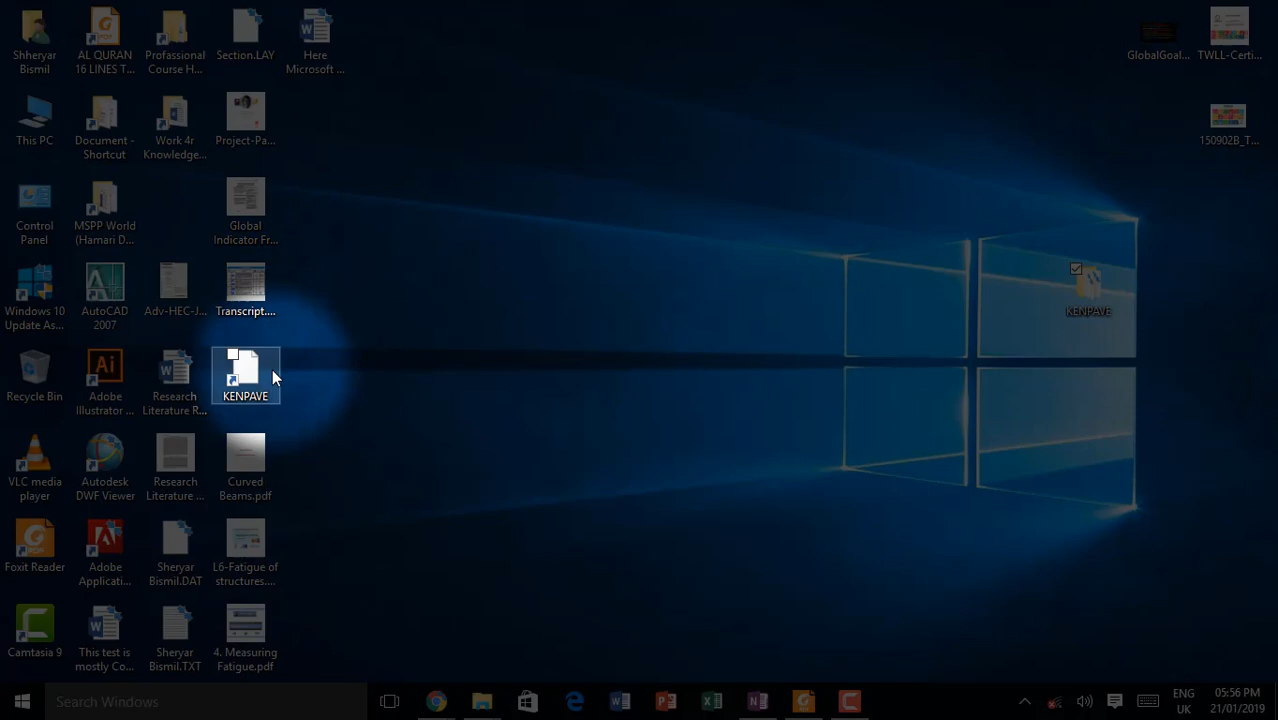 Shheryar
Bismil
AL QURAN
16 LINES T...
Profassional
Course H...
Section.LAY
Here
Microsoft ...
GlobalGoal...
TWLL-Certi...
This PC
Document -
Shortcut
Work 4r
Knowledge...
Project-Pa...
150902B_T...
Control
Panel
MSPP World
(Hamari D...
Global
Indicator Fr...
Windows 10
Update As...
AutoCAD
2007
Adv-HEC-J...
Transcript....
KENPAVE
Recycle Bin
Adobe
Illustrator ...
Research
Literature R...
KENPAVE
VLC media
player
Autodesk
DWF Viewer
Research
Literature ...
Curved
Beams.pdf
Foxit Reader
Adobe
Applicati...
Sheryar
Bismil.DAT
L6-Fatigue of
structures....
Camtasia 9
This test is
mostly Co...
Sheryar
Bismil.TXT
4. Measuring
Fatigue.pdf
Search Windows
ENG
UK
05:56 PM
21/01/2019